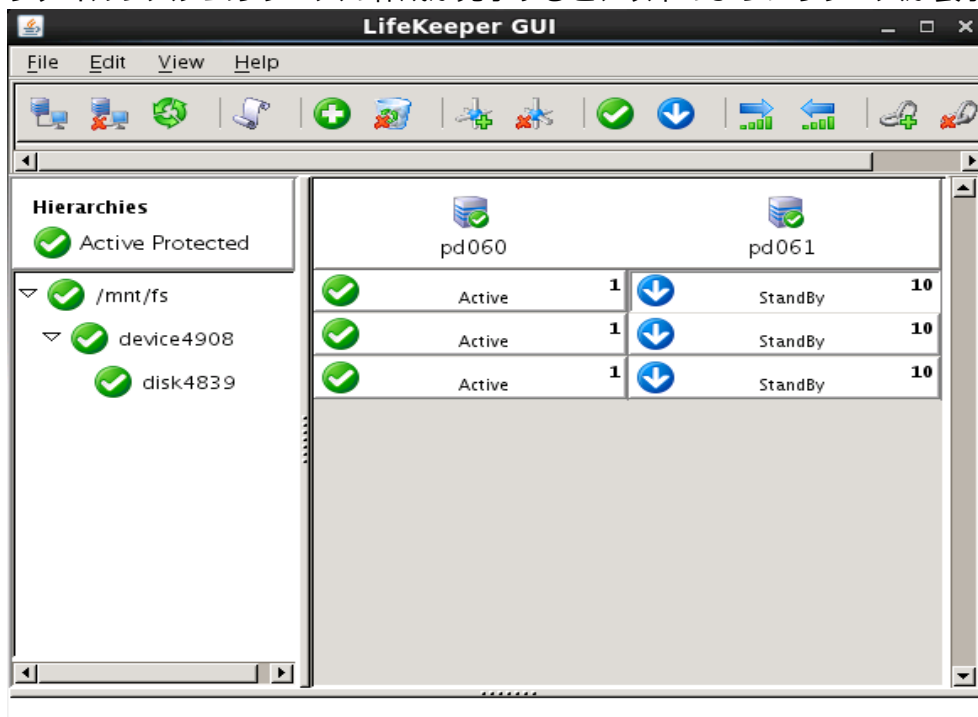 LifeKeeper GUI
File Edit View Help
Hierarchies
Active Protected
pd060 pd061
/mnt/fs Active 1 StandBy 10
device4908 Active 1 StandBy 10
disk4839 Active 1 StandBy 10